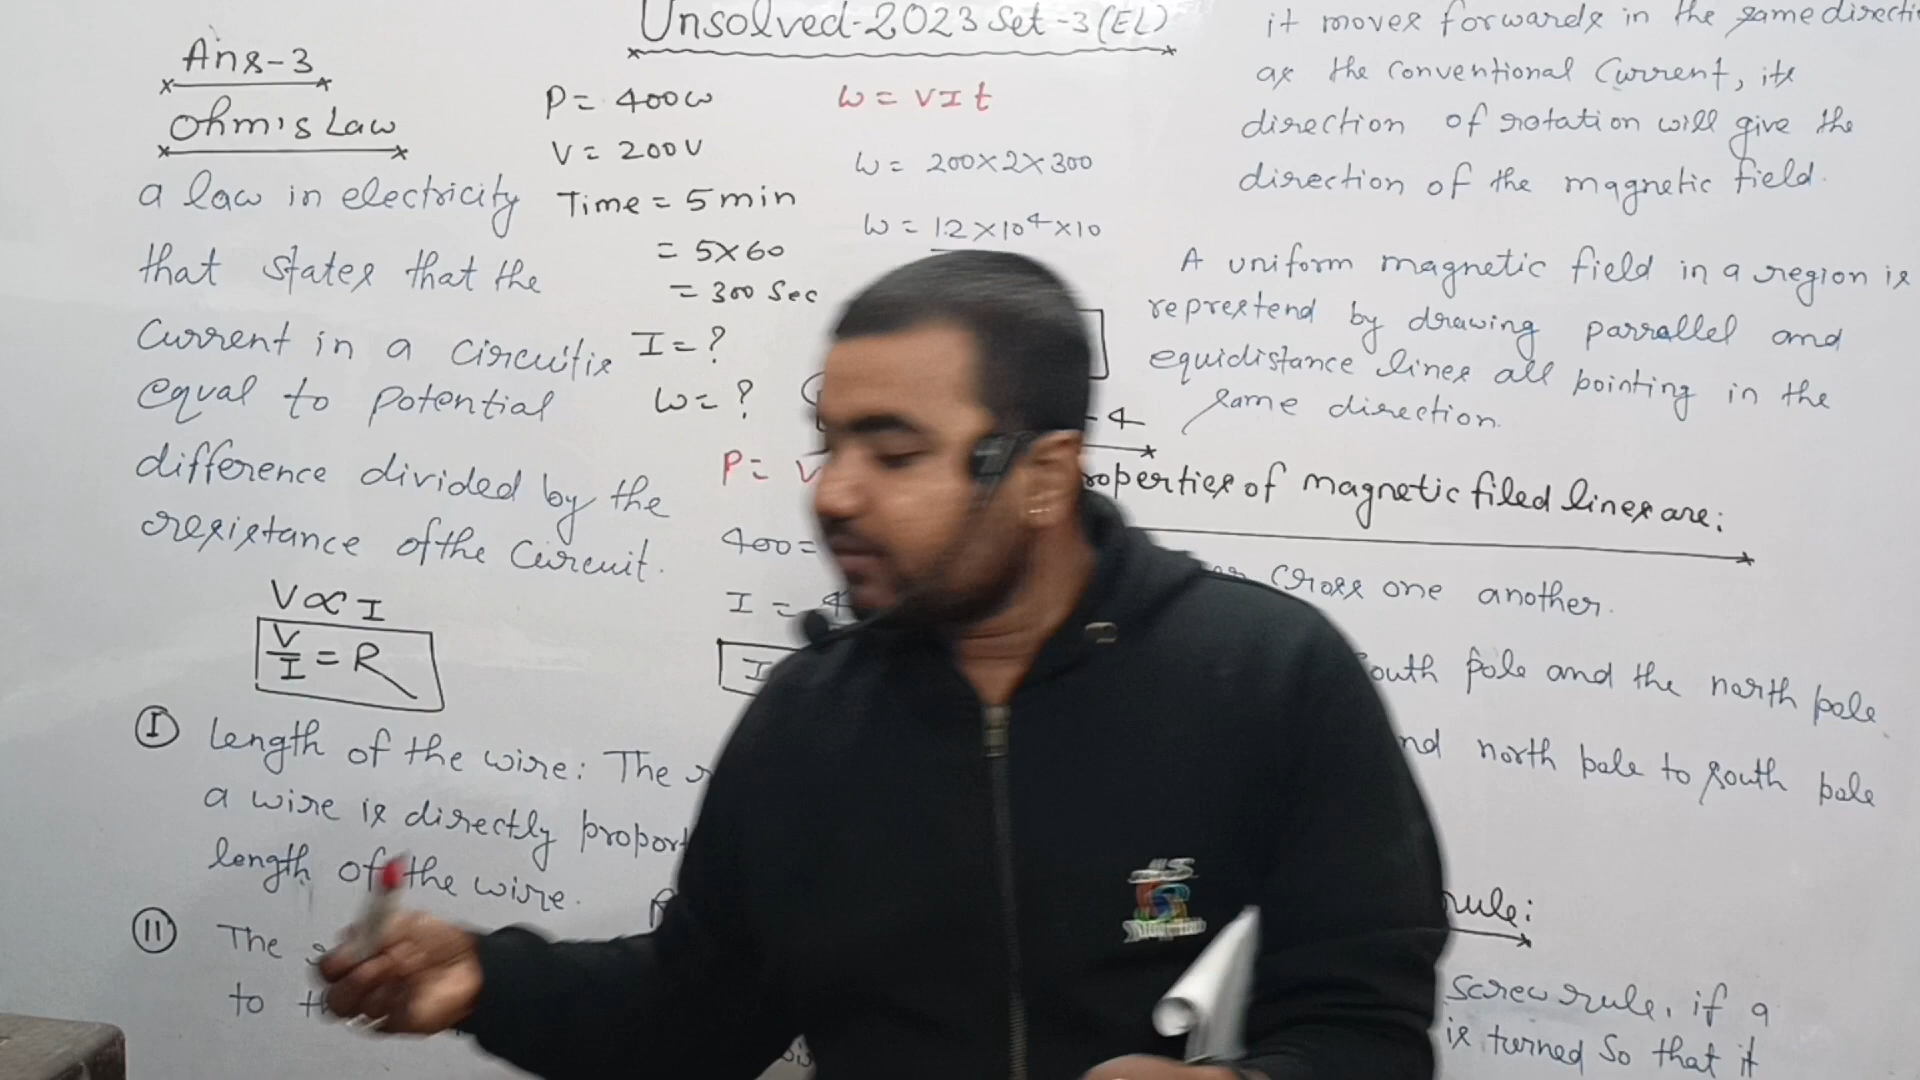 Unsolved-2023 Set-3(EL)
Ans-3
Ohm's Law
a law in electricity
that states that the
Current in a circuit is
equal to potential
difference divided by the
resistance of the Circuit.
V ∝ I
V/I = R
I Length of the wire: The
a wire is directly proport
length of the wire.
II The
to th
P = 400w
V = 200V
Time = 5 min
= 5×60
= 300 Sec
I = ?
w = ?
P = V
400 =
I = 4
I
w = VIt
w = 200×2×300
w = 12×10⁴×10
-4
it moves forwards in the same directi
as the Conventional Current, its
direction of rotation will give the
direction of the magnetic field.
A uniform magnetic field in a region is
represtend by drawing parrallel and
equidistance lines all pointing in the
same direction.
roperties of magnetic filed lines are:
cross one another.
outh pole and the north pole
nd north pole to south pole
rule:
screw rule, if a
is turned So that it